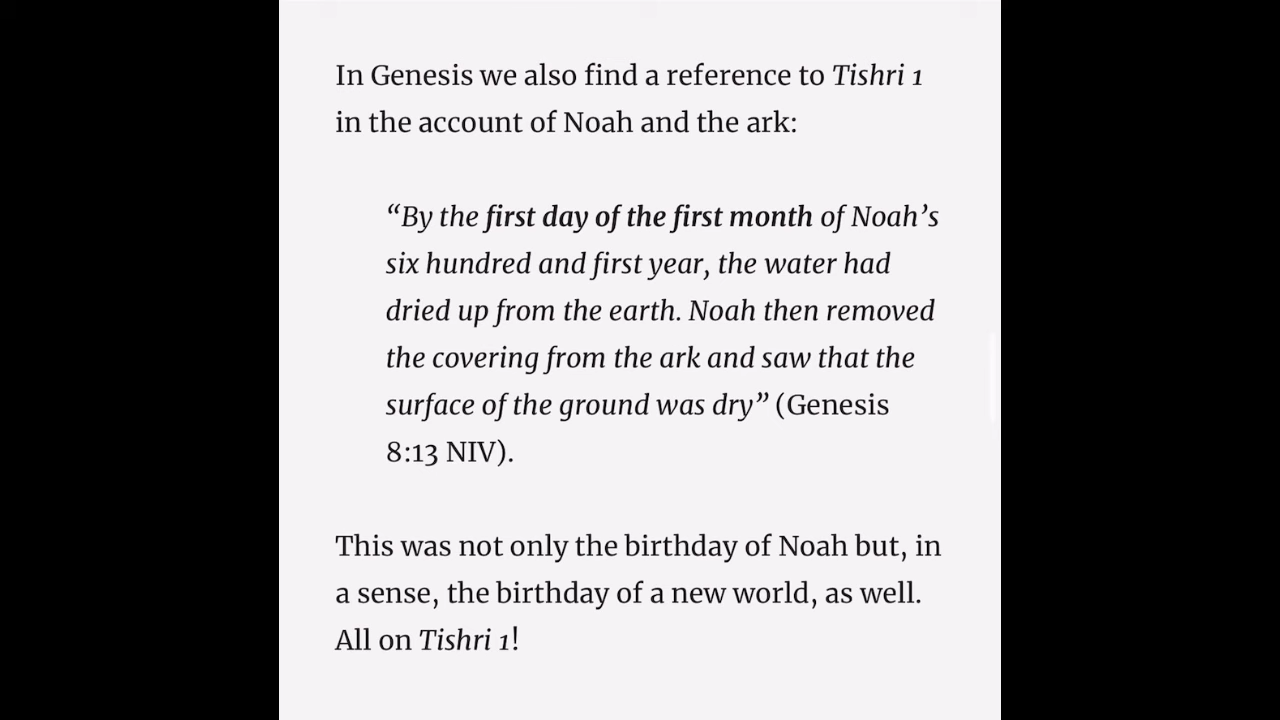 In Genesis we also find a reference to Tishri 1
in the account of Noah and the ark:
“By the first day of the first month of Noah’s
six hundred and first year, the water had
dried up from the earth. Noah then removed
the covering from the ark and saw that the
surface of the ground was dry” (Genesis
8:13 NIV).
This was not only the birthday of Noah but, in
a sense, the birthday of a new world, as well.
All on Tishri 1!